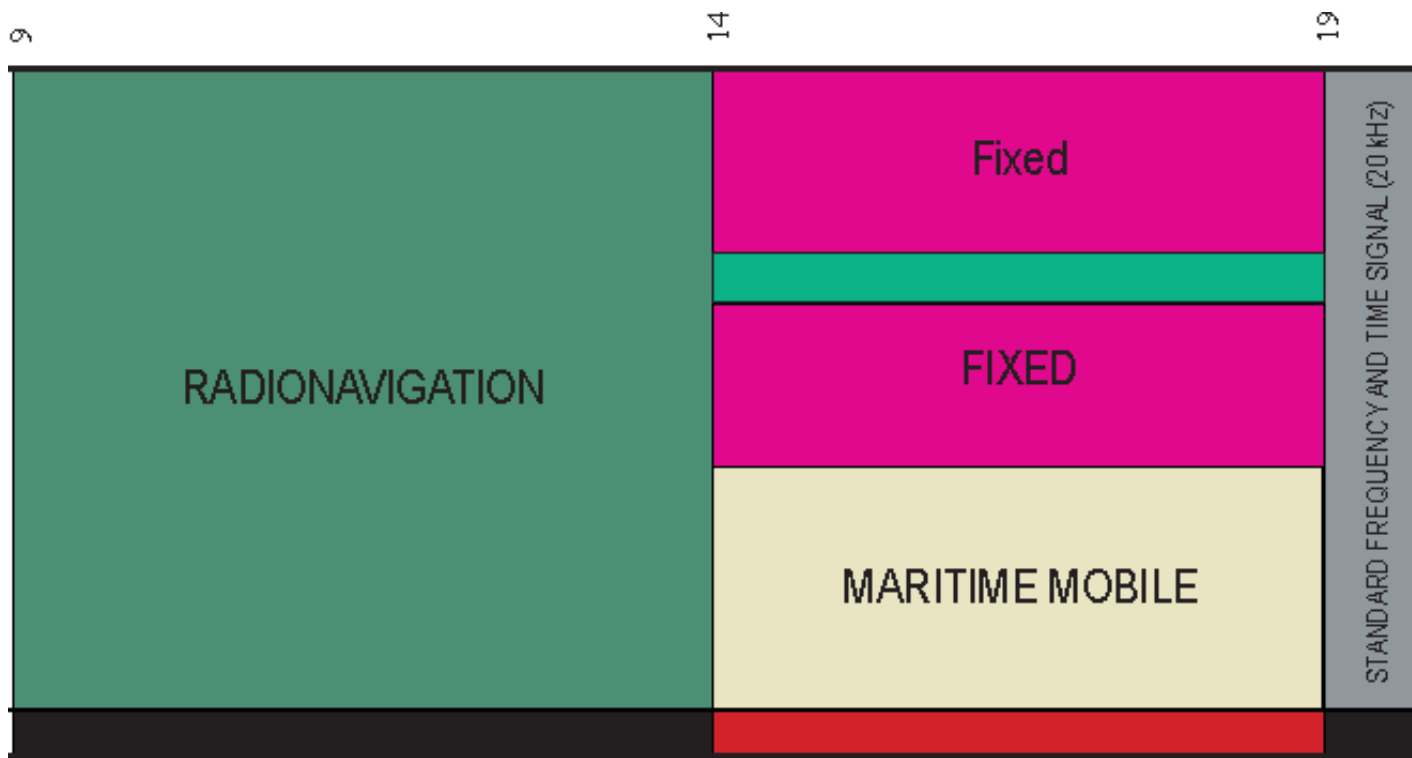 9
14
19
RADIONAVIGATION
Fixed
FIXED
MARITIME MOBILE
STANDARD FREQUENCY AND TIME SIGNAL (20 kHz)